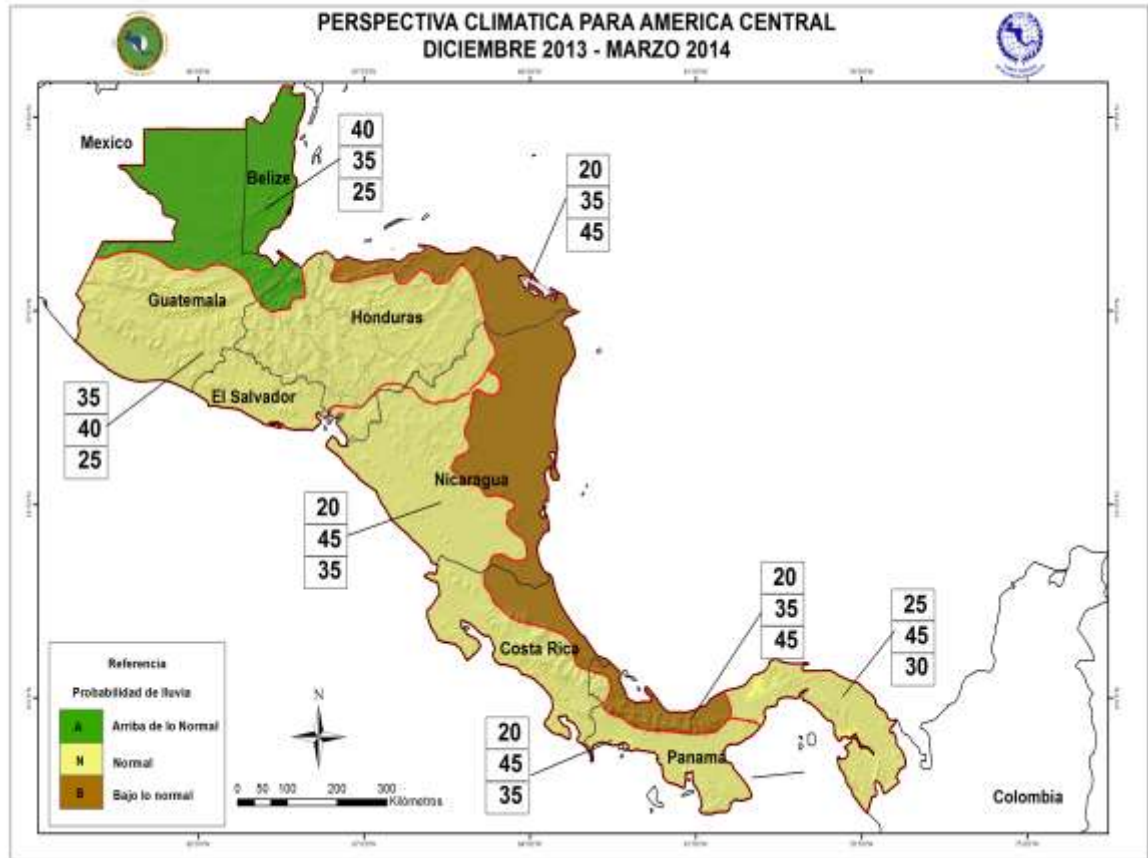 PERSPECTIVA CLIMATICA PARA AMERICA CENTRAL
DICIEMBRE 2013 - MARZO 2014
Mexico
Belize
40
35
25
20
35
45
Guatemala
Honduras
El Salvador
35
40
25
Nicaragua
20
45
35
20
35
45
25
45
30
Costa Rica
Panama
20
45
35
Colombia
Referencia
Probabilidad de lluvia
A Arriba de lo Normal
N Normal
B Bajo lo normal
N
0 50 100 200 300
Kilómetros